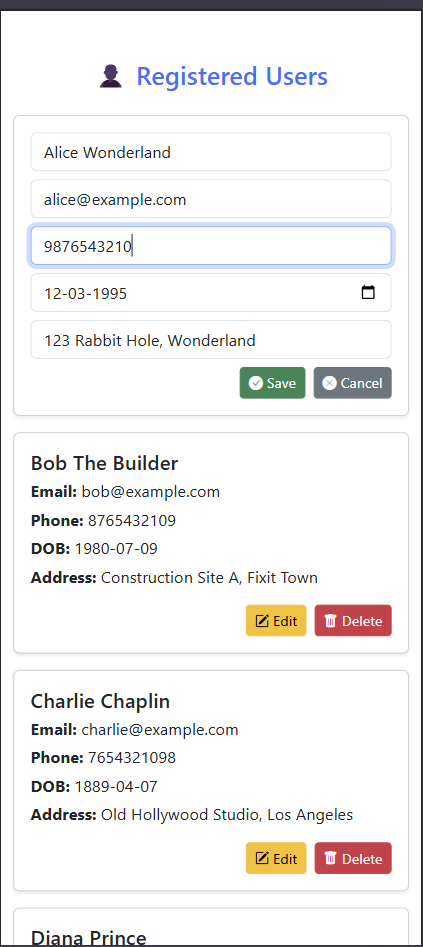 Registered Users
Alice Wonderland
alice@example.com
9876543210
12-03-1995
123 Rabbit Hole, Wonderland
Save Cancel
Bob The Builder
Email: bob@example.com
Phone: 8765432109
DOB: 1980-07-09
Address: Construction Site A, Fixit Town
Edit Delete
Charlie Chaplin
Email: charlie@example.com
Phone: 7654321098
DOB: 1889-04-07
Address: Old Hollywood Studio, Los Angeles
Edit Delete
Diana Prince